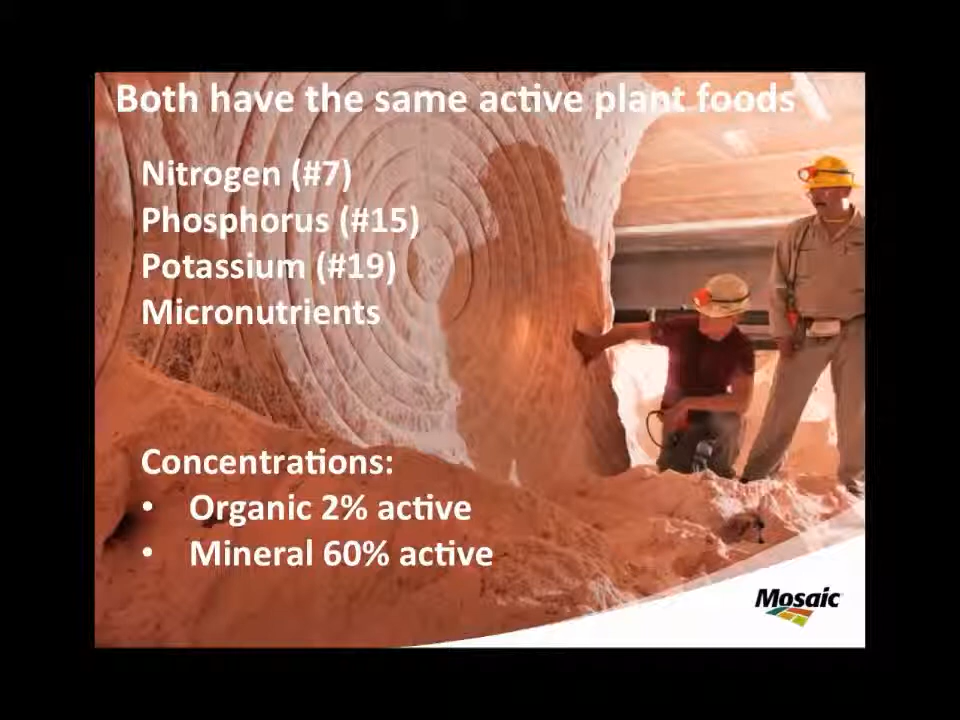 Both have the same active plant foods
Nitrogen (#7)
Phosphorus (#15)
Potassium (#19)
Micronutrients
Concentrations:
• Organic 2% active
• Mineral 60% active
Mosaic